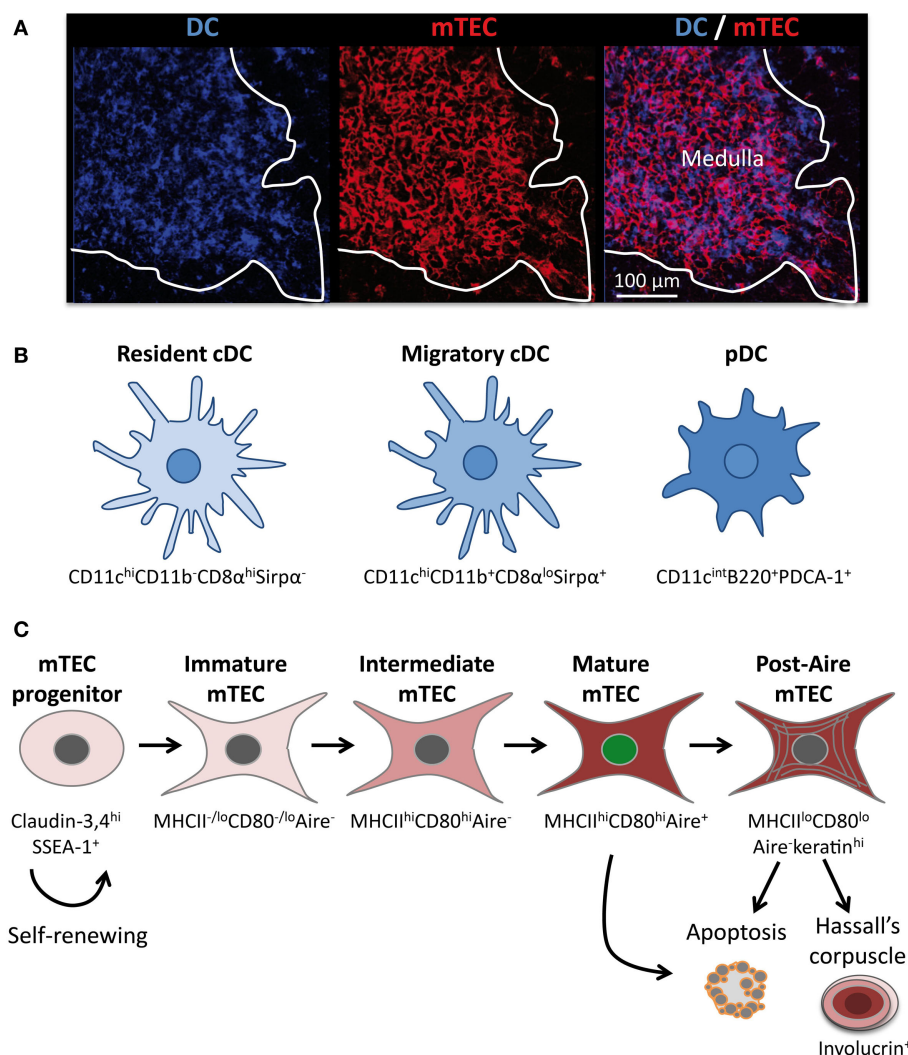 A
DC
mTEC
DC / mTEC
Medulla
100 µm
B
Resident cDC
Migratory cDC
pDC
CD11c^hiCD11b^-CD8α^hiSirpα^-
CD11c^hiCD11b^+CD8α^loSirpα^+
CD11c^intB220^+PDCA-1^+
C
mTEC
progenitor
Immature
mTEC
Intermediate
mTEC
Mature
mTEC
Post-Aire
mTEC
Claudin-3,4^hi
SSEA-1^+
MHCII^-/loCD80^-/loAire^-
MHCII^hiCD80^hiAire^-
MHCII^hiCD80^hiAire^+
MHCII^loCD80^lo
Aire^-keratin^hi
Self-renewing
Apoptosis
Hassall's
corpuscle
Involucrin^+